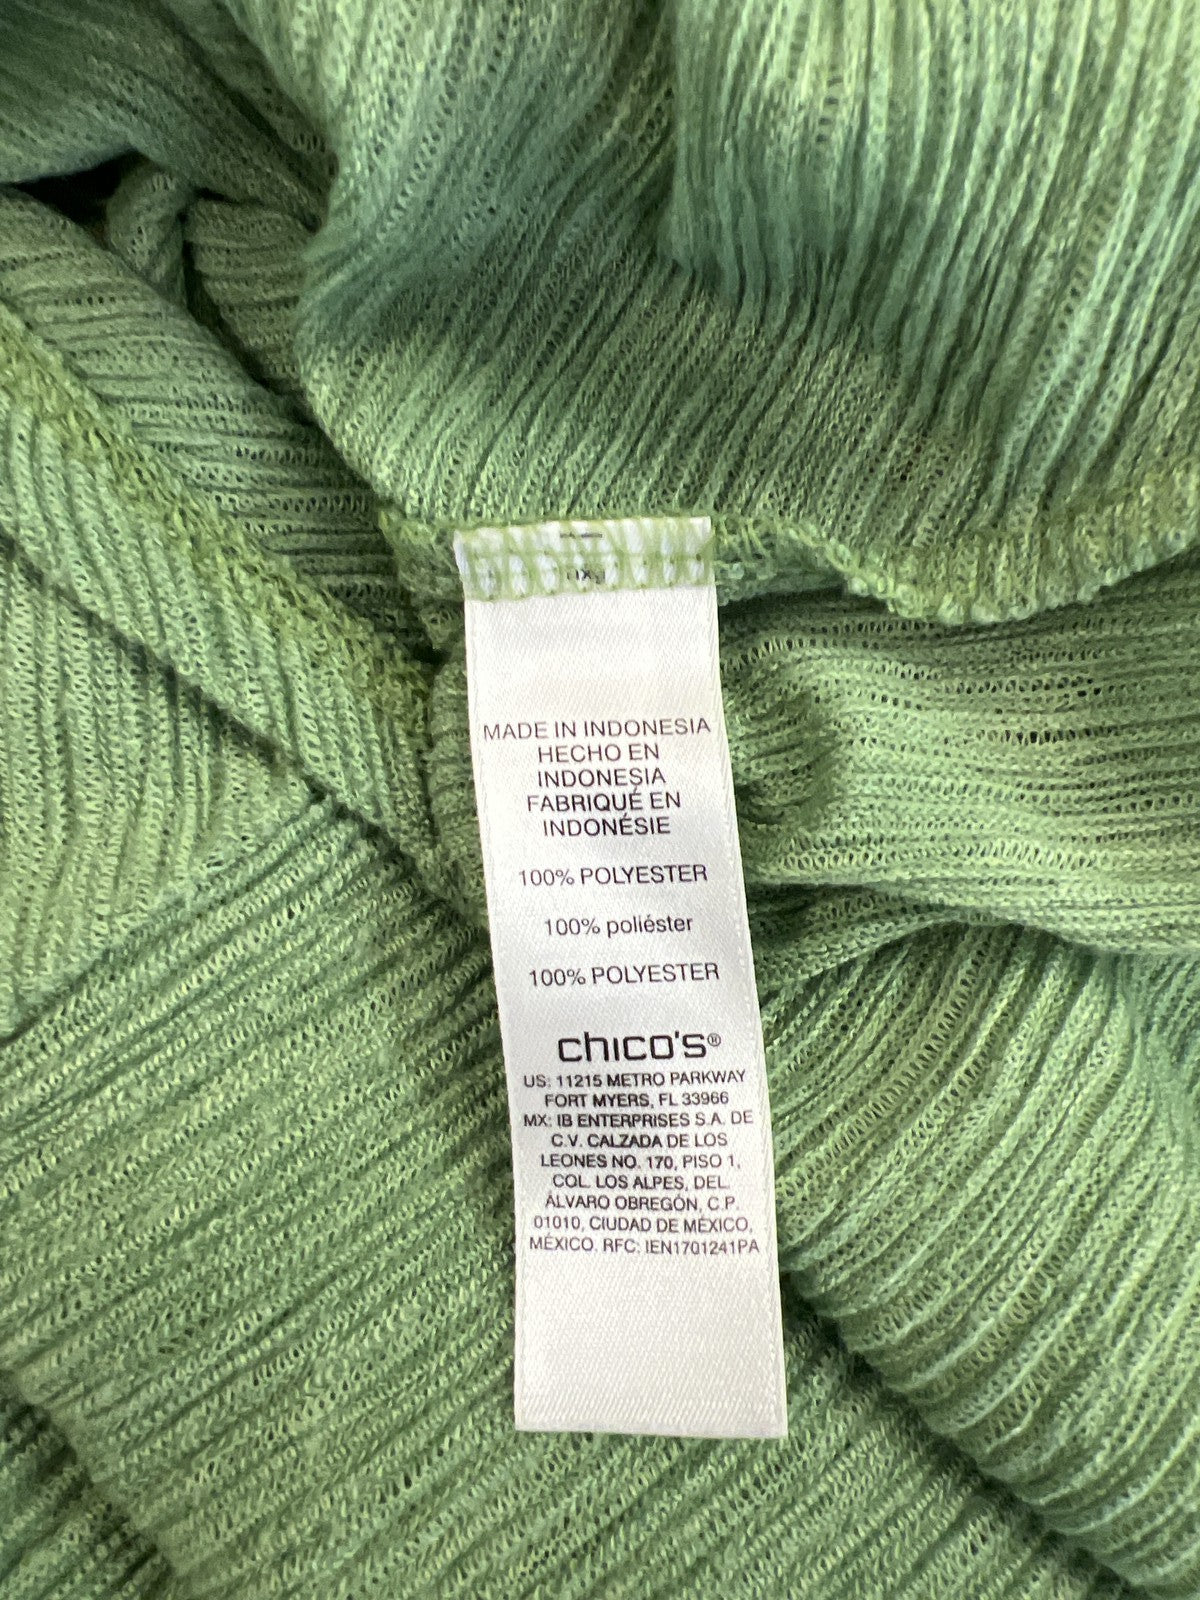 MADE IN INDONESIA
HECHO EN
INDONESIA
FABRIQUÉ EN
INDONÉSIE
100% POLYESTER
100% poliéster
100% POLYESTER
chico's®
US: 11215 METRO PARKWAY
FORT MYERS, FL 33966
MX: IB ENTERPRISES S.A. DE
C.V. CALZADA DE LOS
LEONES NO. 170, PISO 1,
COL. LOS ALPES, DEL.
ÁLVARO OBREGÓN, C.P.
01010, CIUDAD DE MÉXICO,
MÉXICO. RFC: IEN1701241PA